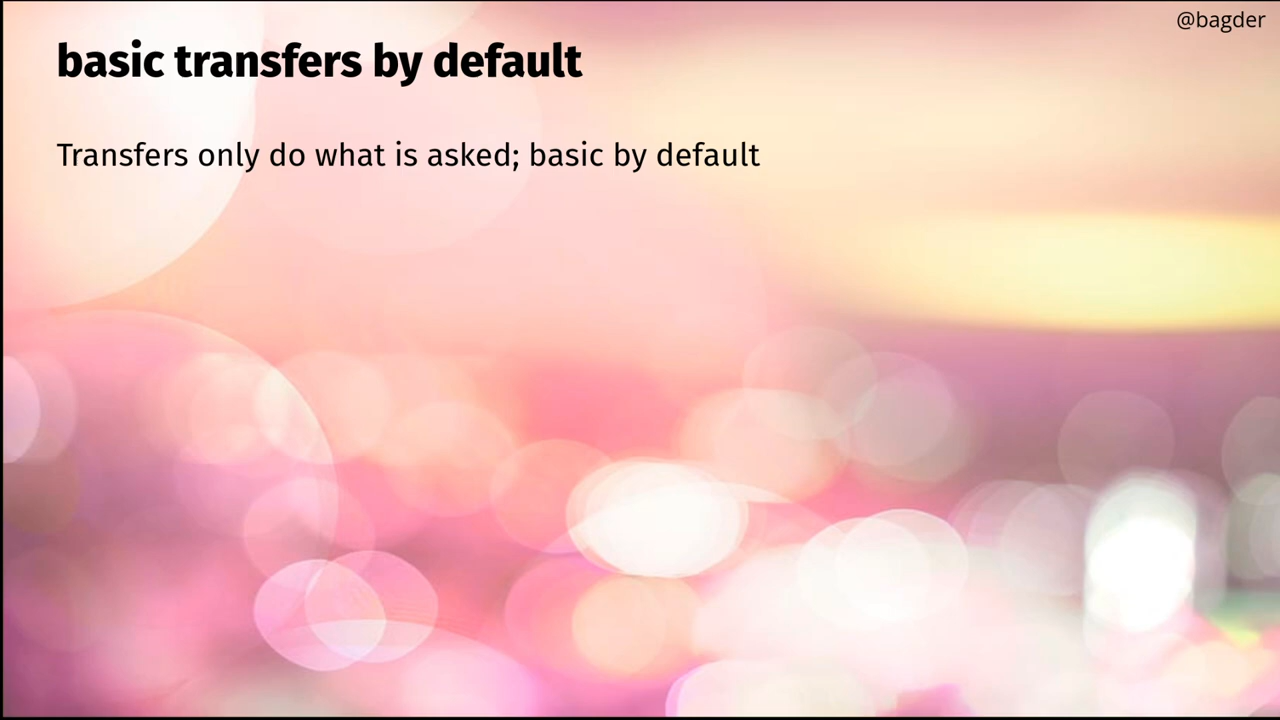 @bagder
basic transfers by default
Transfers only do what is asked; basic by default